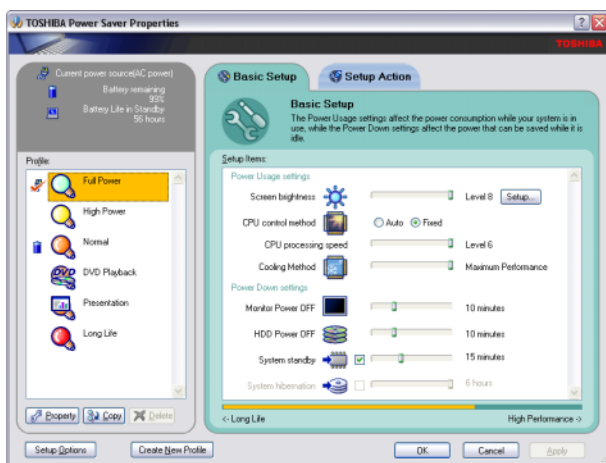 TOSHIBA Power Saver Properties
TOSHIBA
Current power source(AC power)
Battery remaining
99%
Battery Life in Standby
56 hours
Profile:
Full Power
High Power
Normal
DVD Playback
Presentation
Long Life
Property
Copy
Delete
Setup Options
Create New Profile
Basic Setup
Setup Action
Basic Setup
The Power Usage settings affect the power consumption while your system is in
use, while the Power Down settings affect the power that can be saved while it is
idle.
Setup Items:
Power Usage settings
Screen brightness Level 8 Setup...
CPU control method Auto Fixed
CPU processing speed Level 6
Cooling Method Maximum Performance
Power Down settings
Monitor Power OFF 10 minutes
HDD Power OFF 10 minutes
System standby 15 minutes
System hibernation 6 hours
<- Long Life High Performance ->
OK Cancel Apply